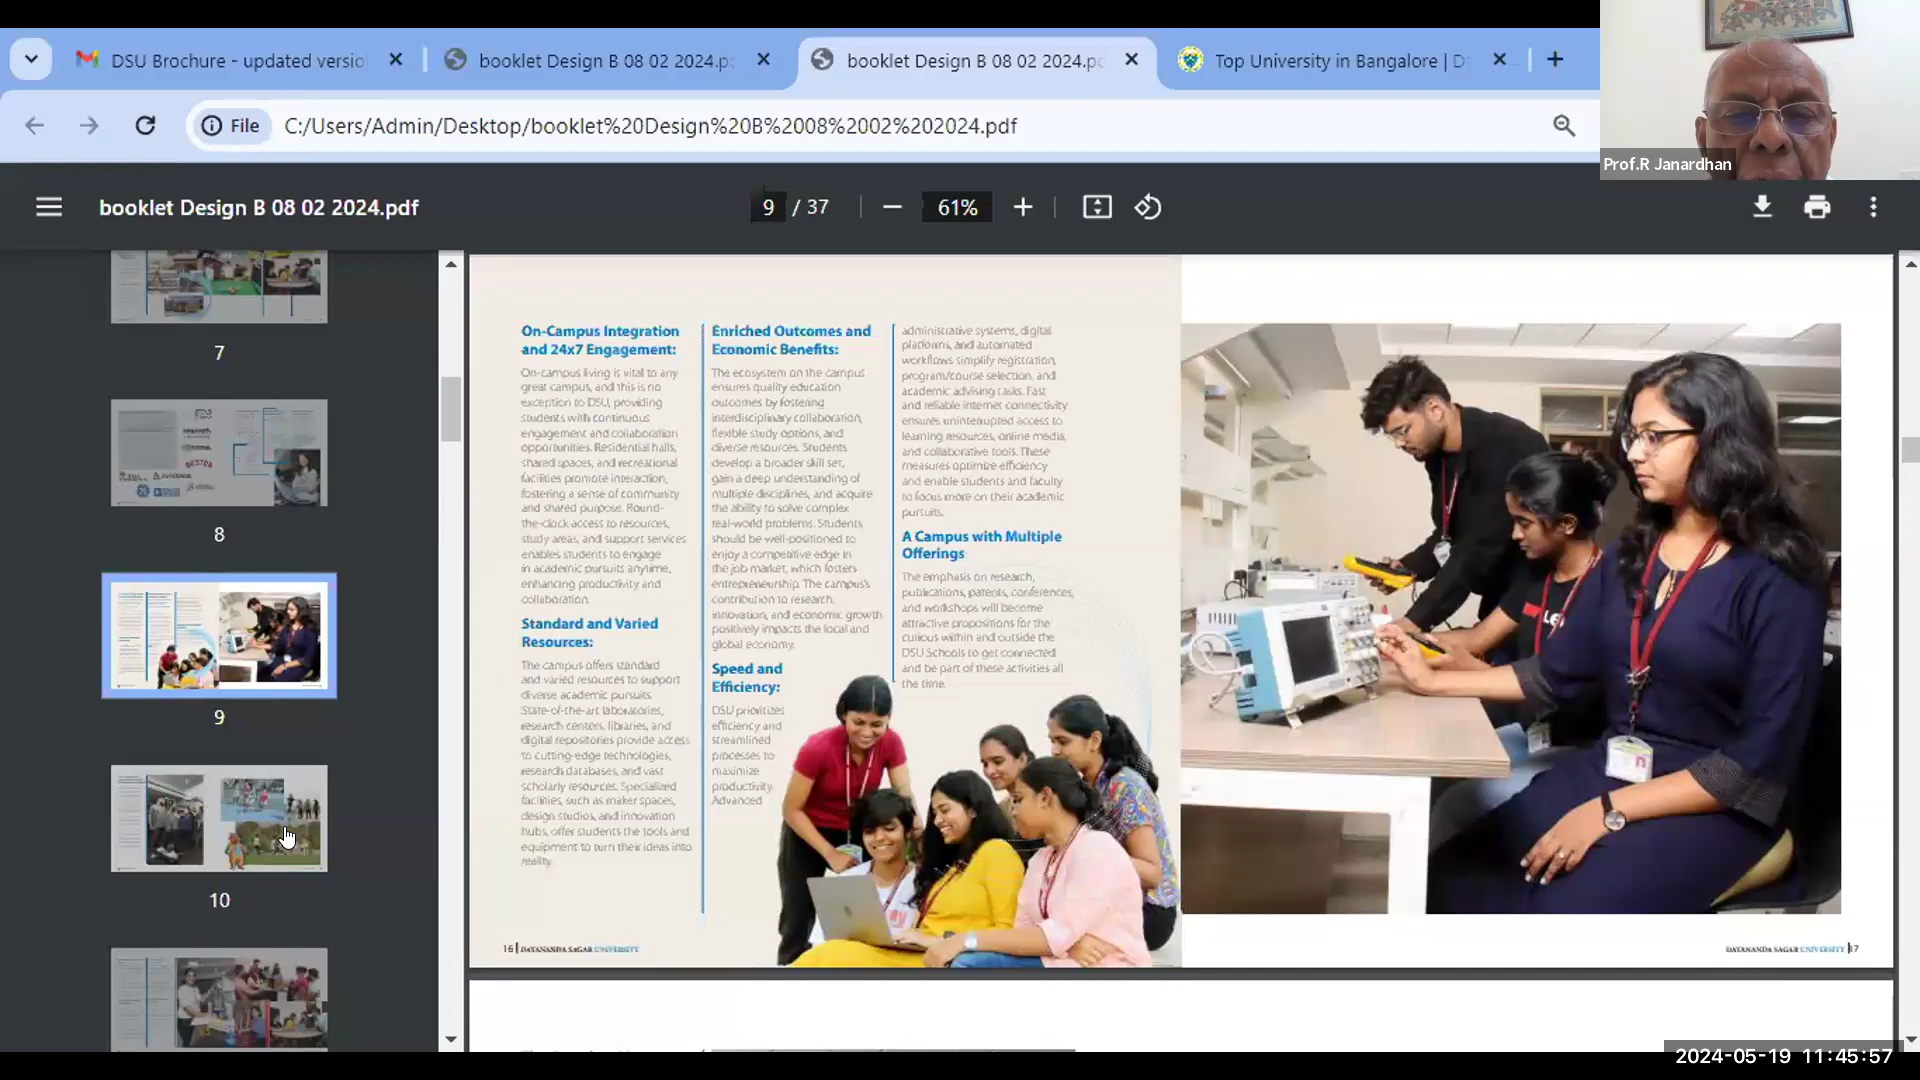 DSU Brochure - updated versio
booklet Design B 08 02 2024.p
booklet Design B 08 02 2024.pd
Top University in Bangalore | D
File
C:/Users/Admin/Desktop/booklet%20Design%20B%2008%2002%202024.pdf
Prof.R Janardhan
booklet Design B 08 02 2024.pdf
9 / 37
61%
7
8
9
10
On-Campus Integration
and 24x7 Engagement:
On-campus living is vital to any
great campus, and this is no
exception to DSU, providing
students with continuous
engagement and collaboration
opportunities. Residential halls,
shared spaces, and recreational
facilities promote interaction,
fostering a sense of community
and shared purpose. Round-
the-clock access to resources,
study areas, and support services
enables students to engage
in academic pursuits anytime,
enhancing productivity and
collaboration.
Standard and Varied
Resources:
The campus offers standard
and varied resources to support
diverse academic pursuits.
State-of-the-art laboratories,
research centers, libraries, and
digital repositories provide access
to cutting-edge technologies,
research databases, and vast
scholarly resources. Specialized
facilities, such as maker spaces,
design studios, and innovation
hubs, offer students the tools and
equipment to turn their ideas into
reality.
Enriched Outcomes and
Economic Benefits:
The ecosystem on the campus
ensures quality education
outcomes by fostering
interdisciplinary collaboration,
flexible study options, and
diverse resources. Students
develop a broader skill set,
gain a deep understanding of
multiple disciplines, and acquire
the ability to solve complex
real-world problems. Students
should be well-positioned to
enjoy a competitive edge in
the job market, which fosters
entrepreneurship. The campus's
contribution to research,
innovation, and economic growth
positively impacts the local and
global economy.
Speed and
Efficiency:
DSU prioritizes
efficiency and
streamlined
processes to
maximize
productivity.
Advanced
administrative systems, digital
platforms, and automated
workflows simplify registration,
program/course selection, and
academic advising tasks. Fast
and reliable internet connectivity
ensures uninterrupted access to
learning resources, online media,
and collaborative tools. These
measures optimize efficiency
and enable students and faculty
to focus more on their academic
pursuits.
A Campus with Multiple
Offerings:
The emphasis on research,
publications, patents, conferences,
and workshops will become
attractive propositions for the
curious within and outside the
DSU Schools to get connected
and be part of these activities all
the time.
16 | DAYANANDA SAGAR UNIVERSITY
DAYANANDA SAGAR UNIVERSITY | 17
2024-05-19 11:45:57